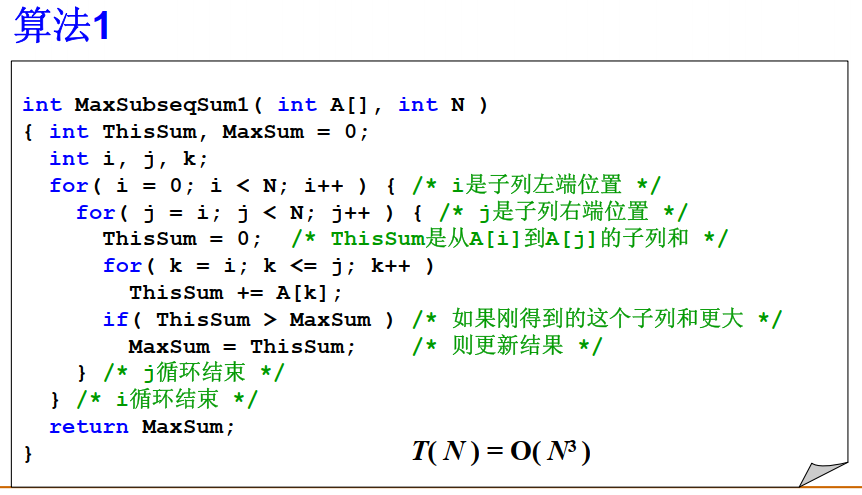 算法1
int MaxSubseqSum1( int A[], int N )
{ int ThisSum, MaxSum = 0;
int i, j, k;
for( i = 0; i < N; i++ ) { /* i是子列左端位置 */
for( j = i; j < N; j++ ) { /* j是子列右端位置 */
ThisSum = 0; /* ThisSum是从A[i]到A[j]的子列和 */
for( k = i; k <= j; k++ )
ThisSum += A[k];
if( ThisSum > MaxSum ) /* 如果刚得到的这个子列和更大 */
MaxSum = ThisSum; /* 则更新结果 */
} /* j循环结束 */
} /* i循环结束 */
return MaxSum;
}
T( N ) = O( N³ )